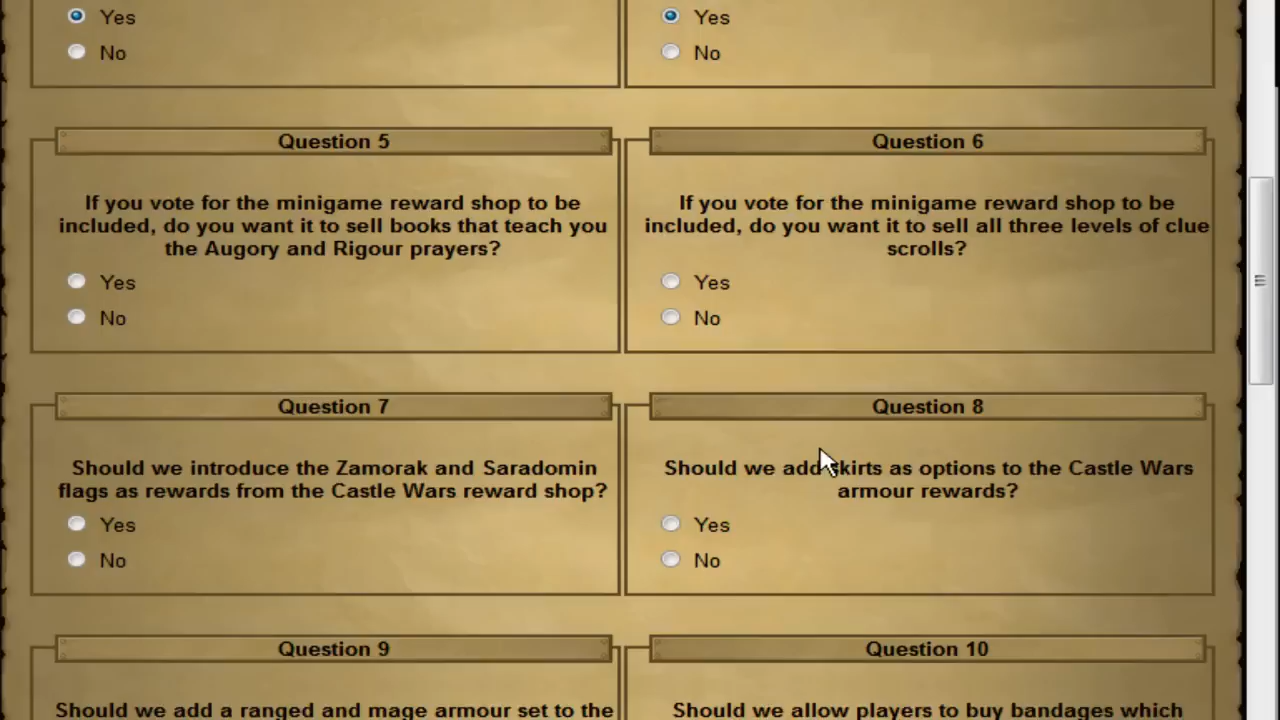 Yes
No
Yes
No
Question 5
If you vote for the minigame reward shop to be
included, do you want it to sell books that teach you
the Augory and Rigour prayers?
Yes
No
Question 6
If you vote for the minigame reward shop to be
included, do you want it to sell all three levels of clue
scrolls?
Yes
No
Question 7
Should we introduce the Zamorak and Saradomin
flags as rewards from the Castle Wars reward shop?
Yes
No
Question 8
Should we add skirts as options to the Castle Wars
armour rewards?
Yes
No
Question 9
Should we add a ranged and mage armour set to the
Question 10
Should we allow players to buy bandages which